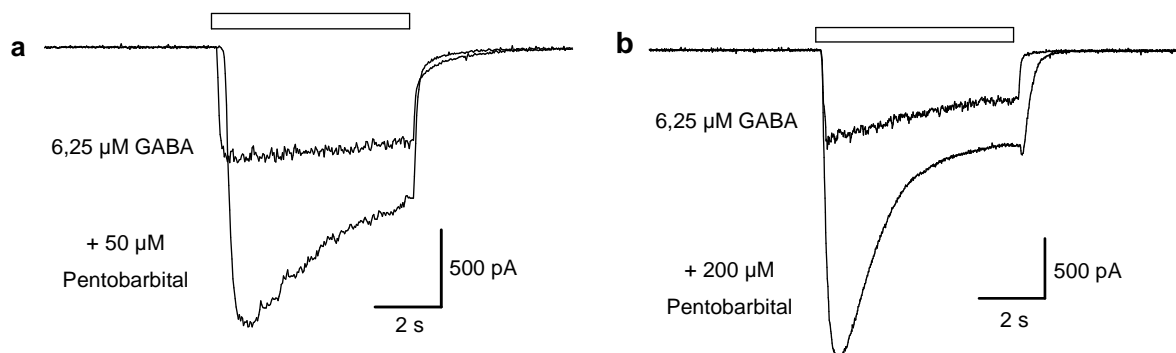 a
6,25 µM GABA
+ 50 µM
Pentobarbital
500 pA
2 s
b
6,25 µM GABA
+ 200 µM
Pentobarbital
500 pA
2 s